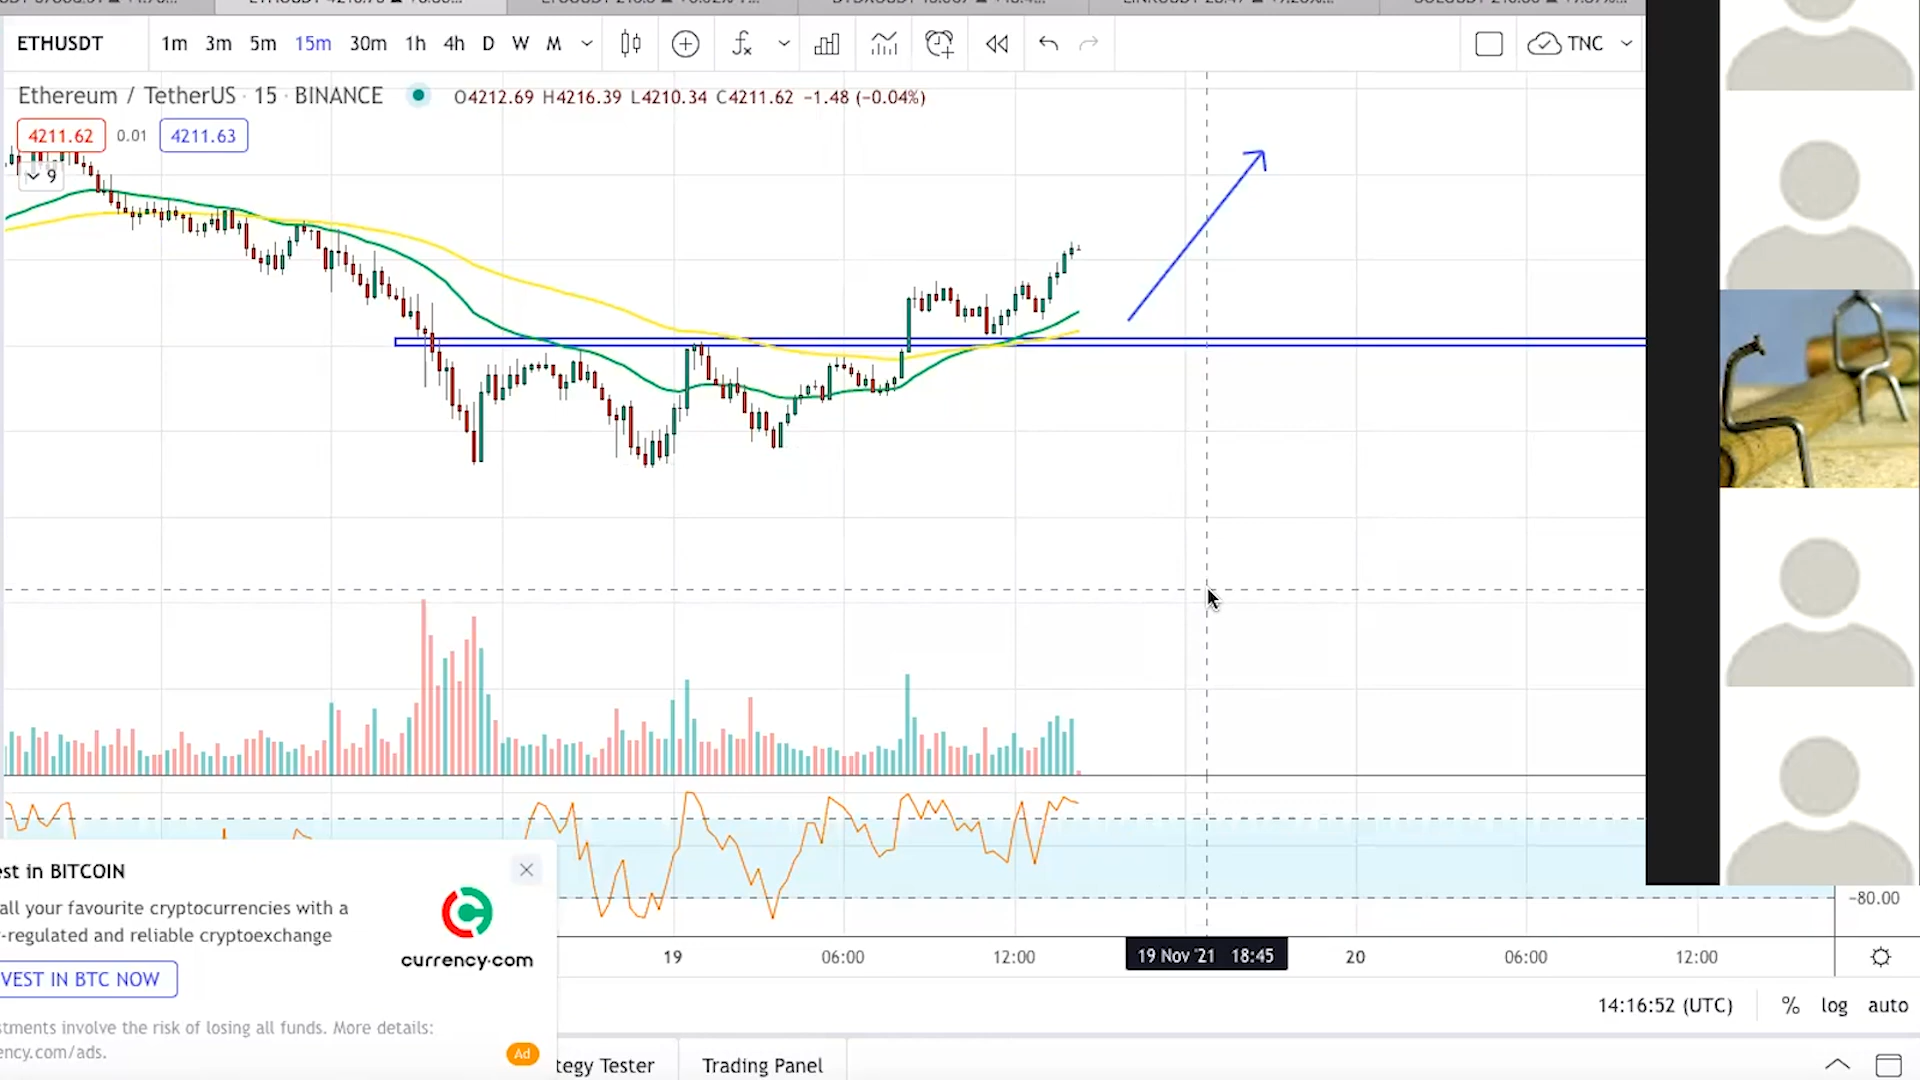 ETHUSDT 1m 3m 5m 15m 30m 1h 4h D W M TNC
Ethereum / TetherUS · 15 · BINANCE O4212.69 H4216.39 L4210.34 C4211.62 −1.48 (−0.04%)
4211.62 0.01 4211.63
9
est in BITCOIN
all your favourite cryptocurrencies with a
-regulated and reliable cryptoexchange
currency.com
VEST IN BTC NOW
stments involve the risk of losing all funds. More details:
ency.com/ads.
Ad
-80.00
19 06:00 12:00 19 Nov '21 18:45 20 06:00 12:00
14:16:52 (UTC) % log auto
tegy Tester Trading Panel